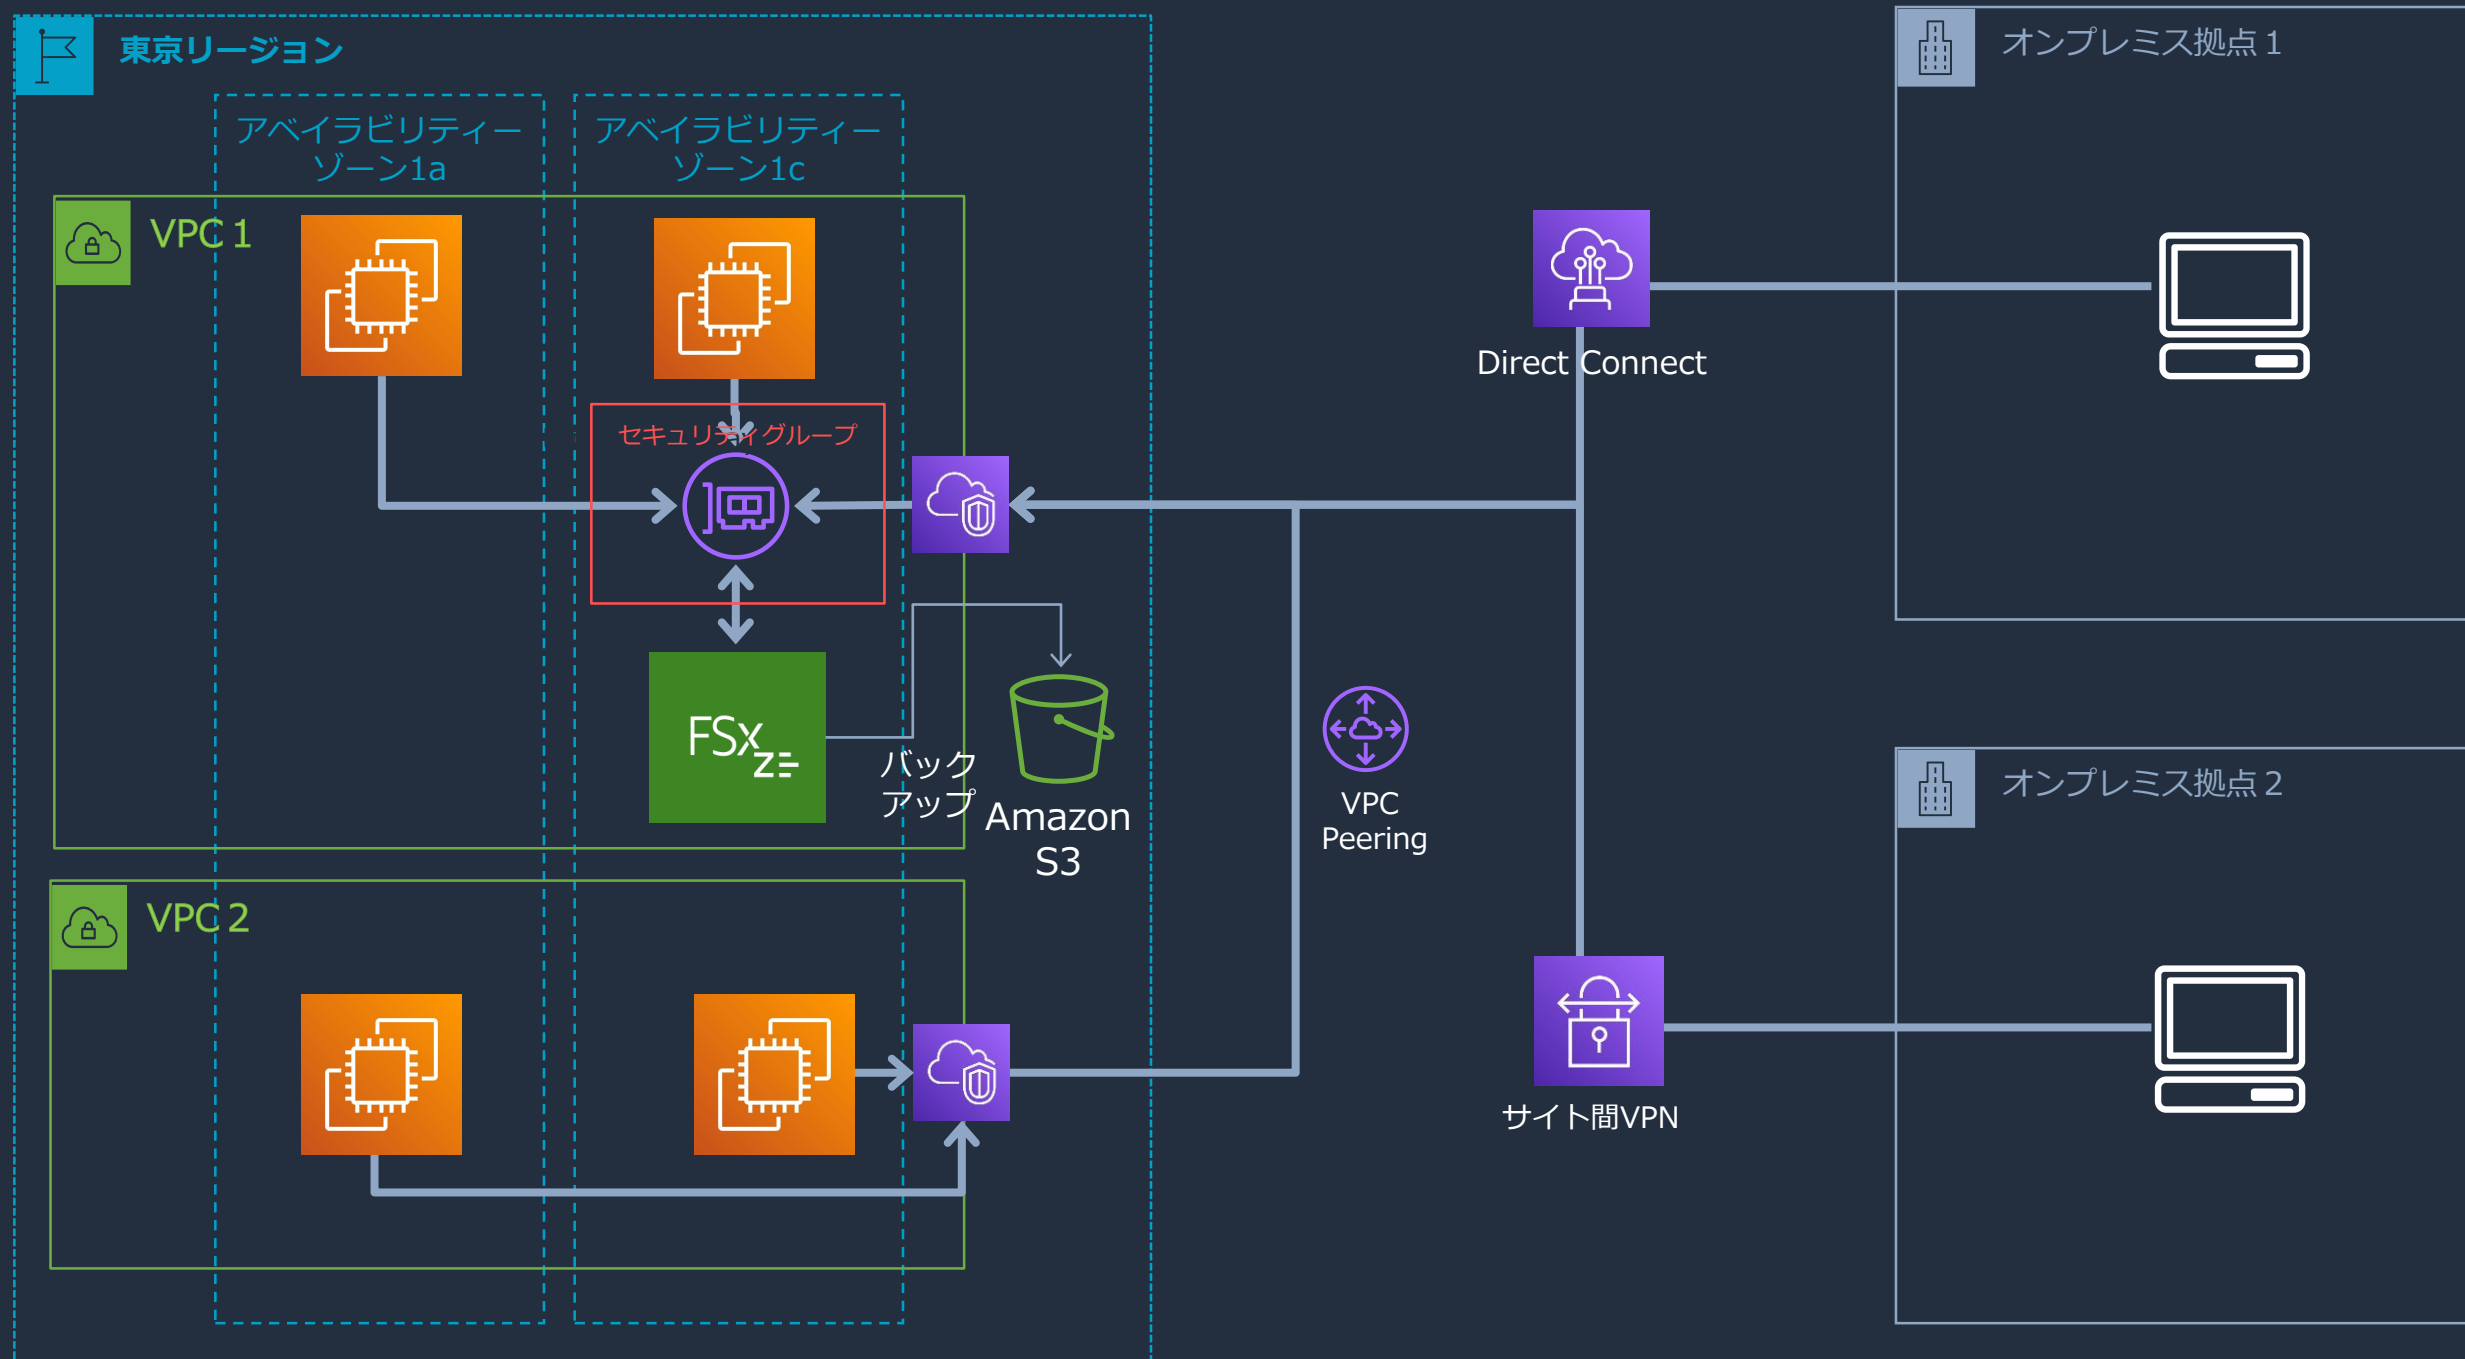 東京リージョン
アベイラビリティー
ゾーン1a
アベイラビリティー
ゾーン1c
VPC 1
セキュリティグループ
FSx
Z
バック
アップ
Amazon
S3
VPC 2
Direct Connect
VPC
Peering
サイト間VPN
オンプレミス拠点 1
オンプレミス拠点 2